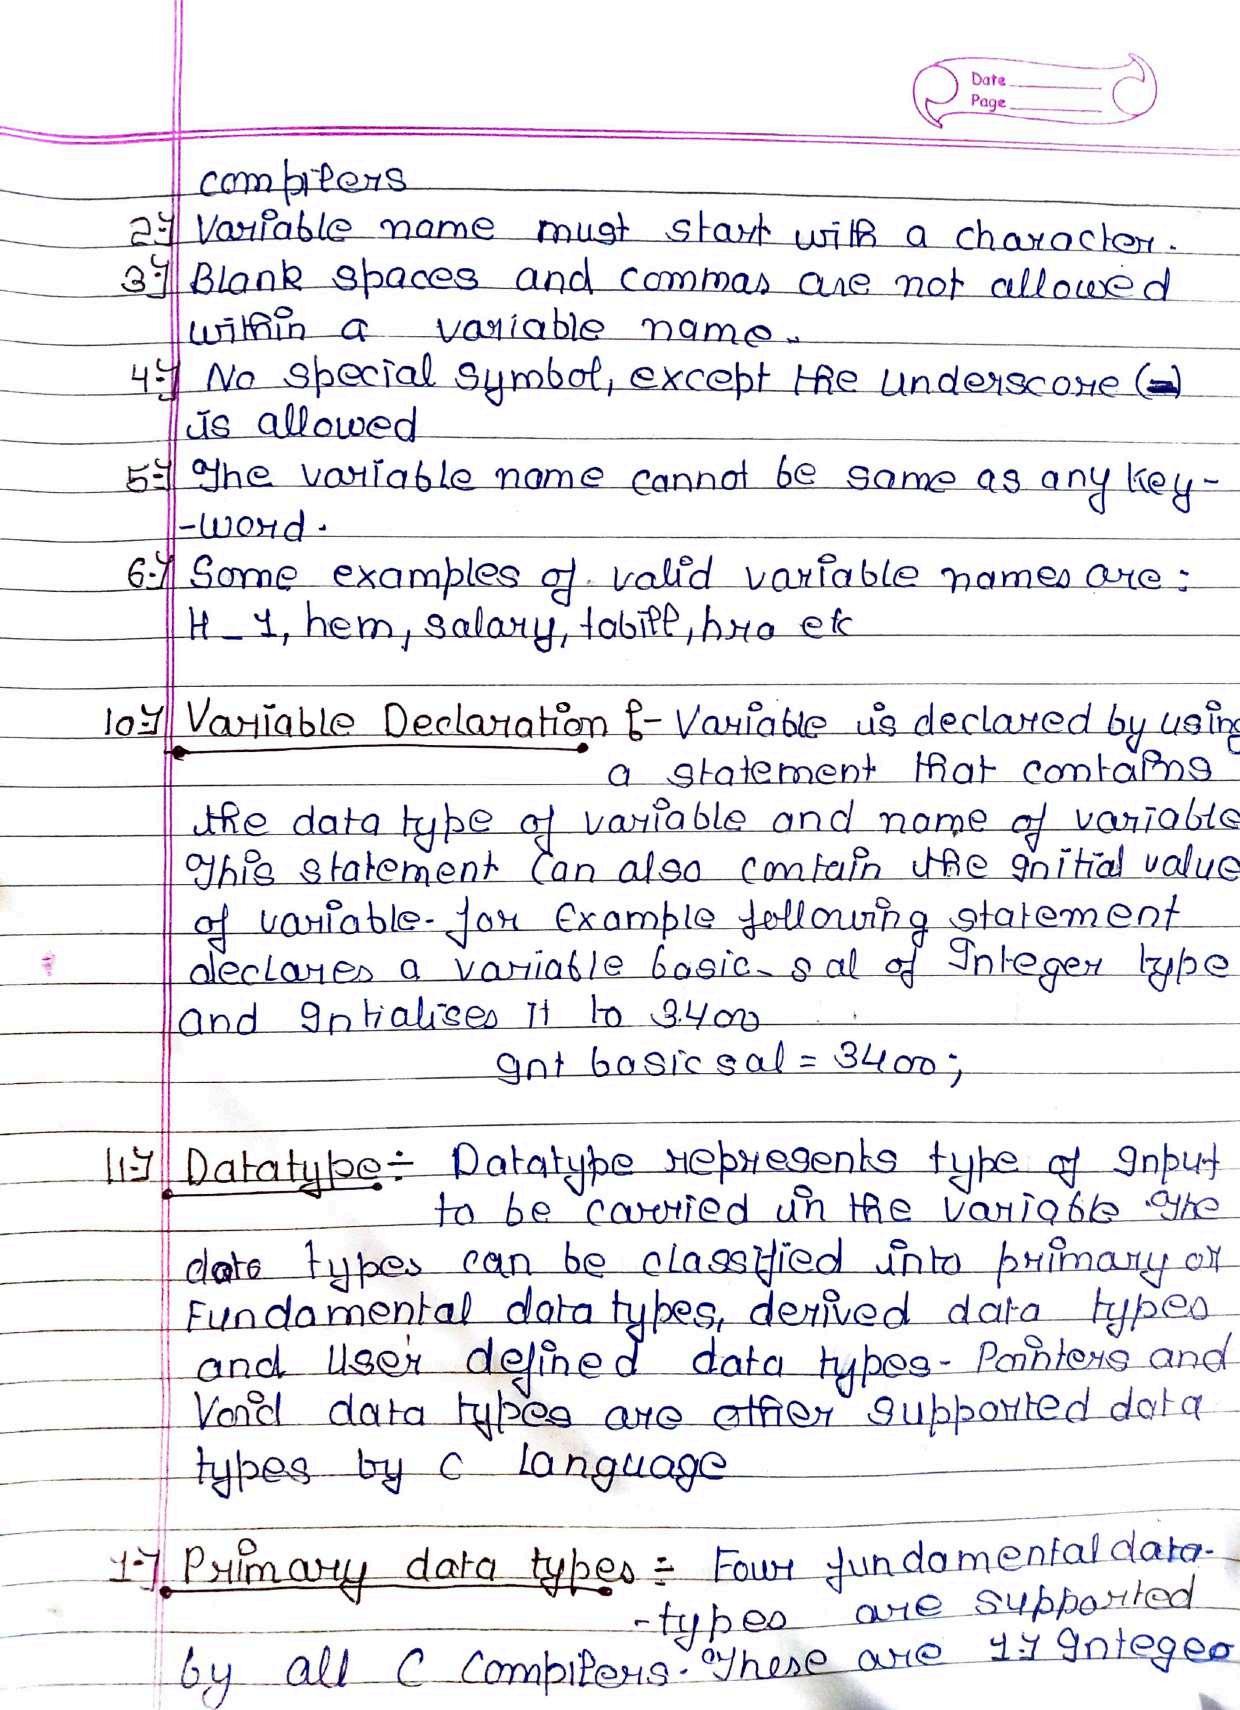 Date
Page
compilers
2:-} Variable name must start with a character.
3:-} Blank spaces and commas are not allowed
within a variable name.
4:-} No special symbol, except the underscore (-)
is allowed
5:-} The variable name cannot be same as any key-
-word.
6:-} Some examples of valid variable names are:
H_1, hem, salary, tabill, hra etc
10:-} Variable Declaration :- Variable is declared by using
a statement that contains
the data type of variable and name of variable
This statement can also contain the Initial value
of variable. for Example following statement
declares a variable basic-sal of Integer type
and Intialises it to 3400
Int basic sal = 3400;
11:-} Datatype :- Datatype represents type of Input
to be carried in the variable. The
data types can be classified into primary or
Fundamental data types, derived data types
and User defined data types. Pointers and
Void data types are other supported data
types by C language
1:-} Primary data types :- Four fundamental data-
-types are supported
by all C Compilers. These are 1:-} Integer